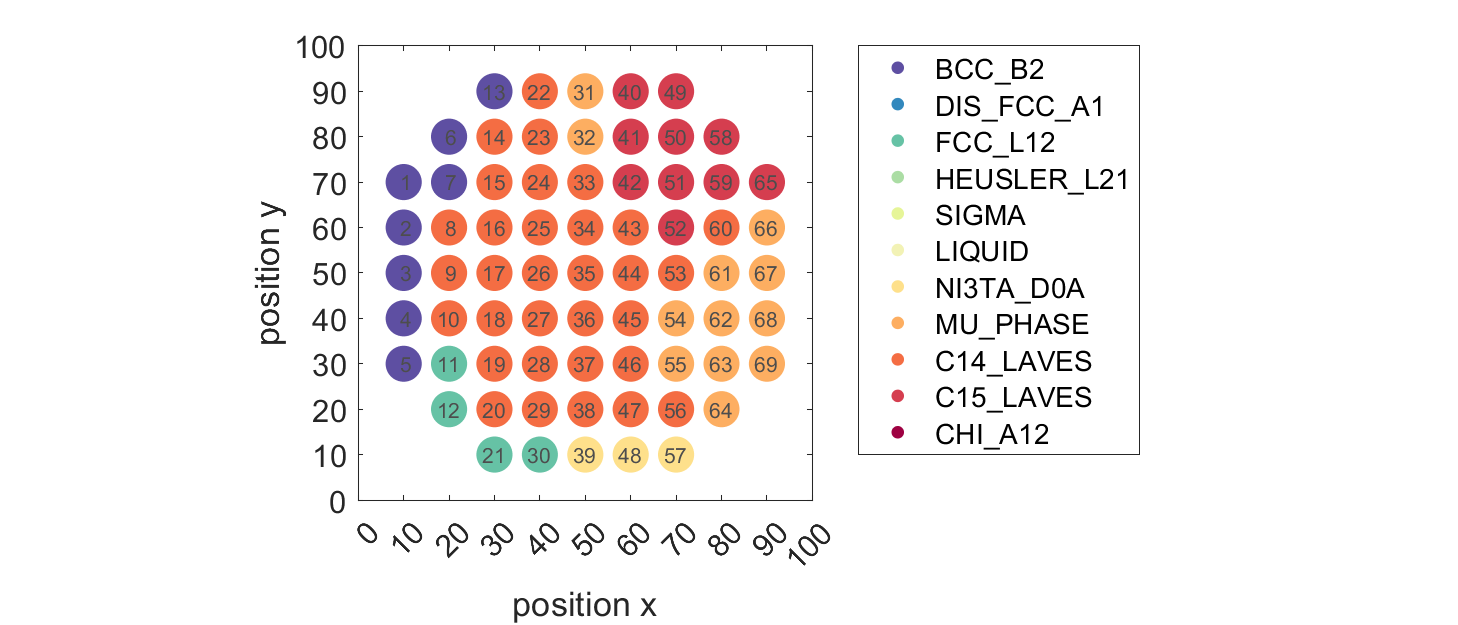 100
90
80
70
60
50
40
30
20
10
0
position y
13 22 31 40 49
6 14 23 32 41 50 58
1 7 15 24 33 42 51 59 65
2 8 16 25 34 43 52 60 66
3 9 17 26 35 44 53 61 67
4 10 18 27 36 45 54 62 68
5 11 19 28 37 46 55 63 69
12 20 29 38 47 56 64
21 30 39 48 57
0 10 20 30 40 50 60 70 80 90 100
position x
BCC_B2
DIS_FCC_A1
FCC_L12
HEUSLER_L21
SIGMA
LIQUID
NI3TA_D0A
MU_PHASE
C14_LAVES
C15_LAVES
CHI_A12